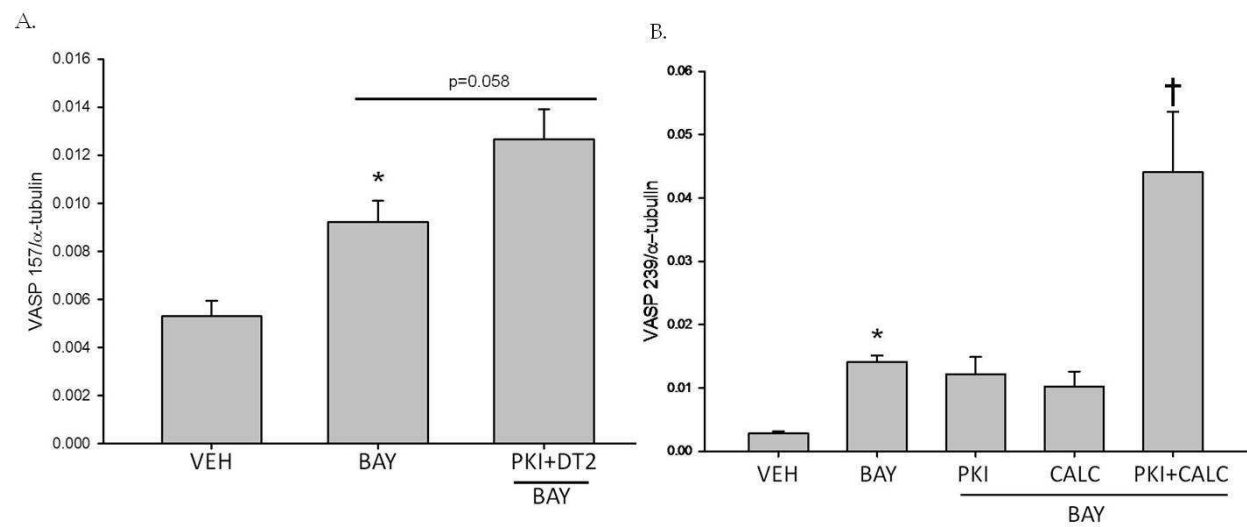 A.
VASP 157/α-tubulin
0.016
0.014
0.012
0.010
0.008
0.006
0.004
0.002
0.000
p=0.058
*
VEH BAY PKI+DT2
BAY
B.
VASP 239/α-tubulin
0.06
0.05
0.04
0.03
0.02
0.01
0.00
†
*
VEH BAY PKI CALC PKI+CALC
BAY